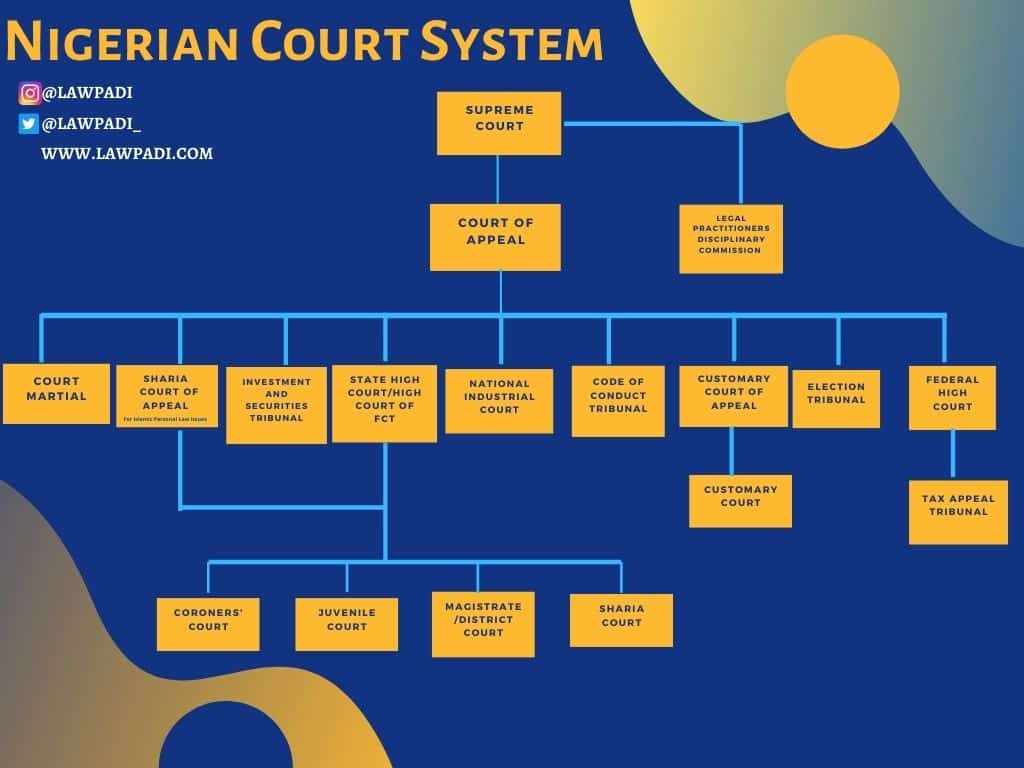 NIGERIAN COURT SYSTEM
@LAWPADI
@LAWPADI_
WWW.LAWPADI.COM
SUPREME
COURT
COURT OF
APPEAL
LEGAL
PRACTITIONERS
DISCIPLINARY
COMMISSION
COURT
MARTIAL
SHARIA
COURT OF
APPEAL
For Islamic Personal Law Issues
INVESTMENT
AND
SECURITIES
TRIBUNAL
STATE HIGH
COURT/HIGH
COURT OF
FCT
NATIONAL
INDUSTRIAL
COURT
CODE OF
CONDUCT
TRIBUNAL
CUSTOMARY
COURT OF
APPEAL
ELECTION
TRIBUNAL
FEDERAL
HIGH
COURT
CUSTOMARY
COURT
TAX APPEAL
TRIBUNAL
CORONERS'
COURT
JUVENILE
COURT
MAGISTRATE
/DISTRICT
COURT
SHARIA
COURT